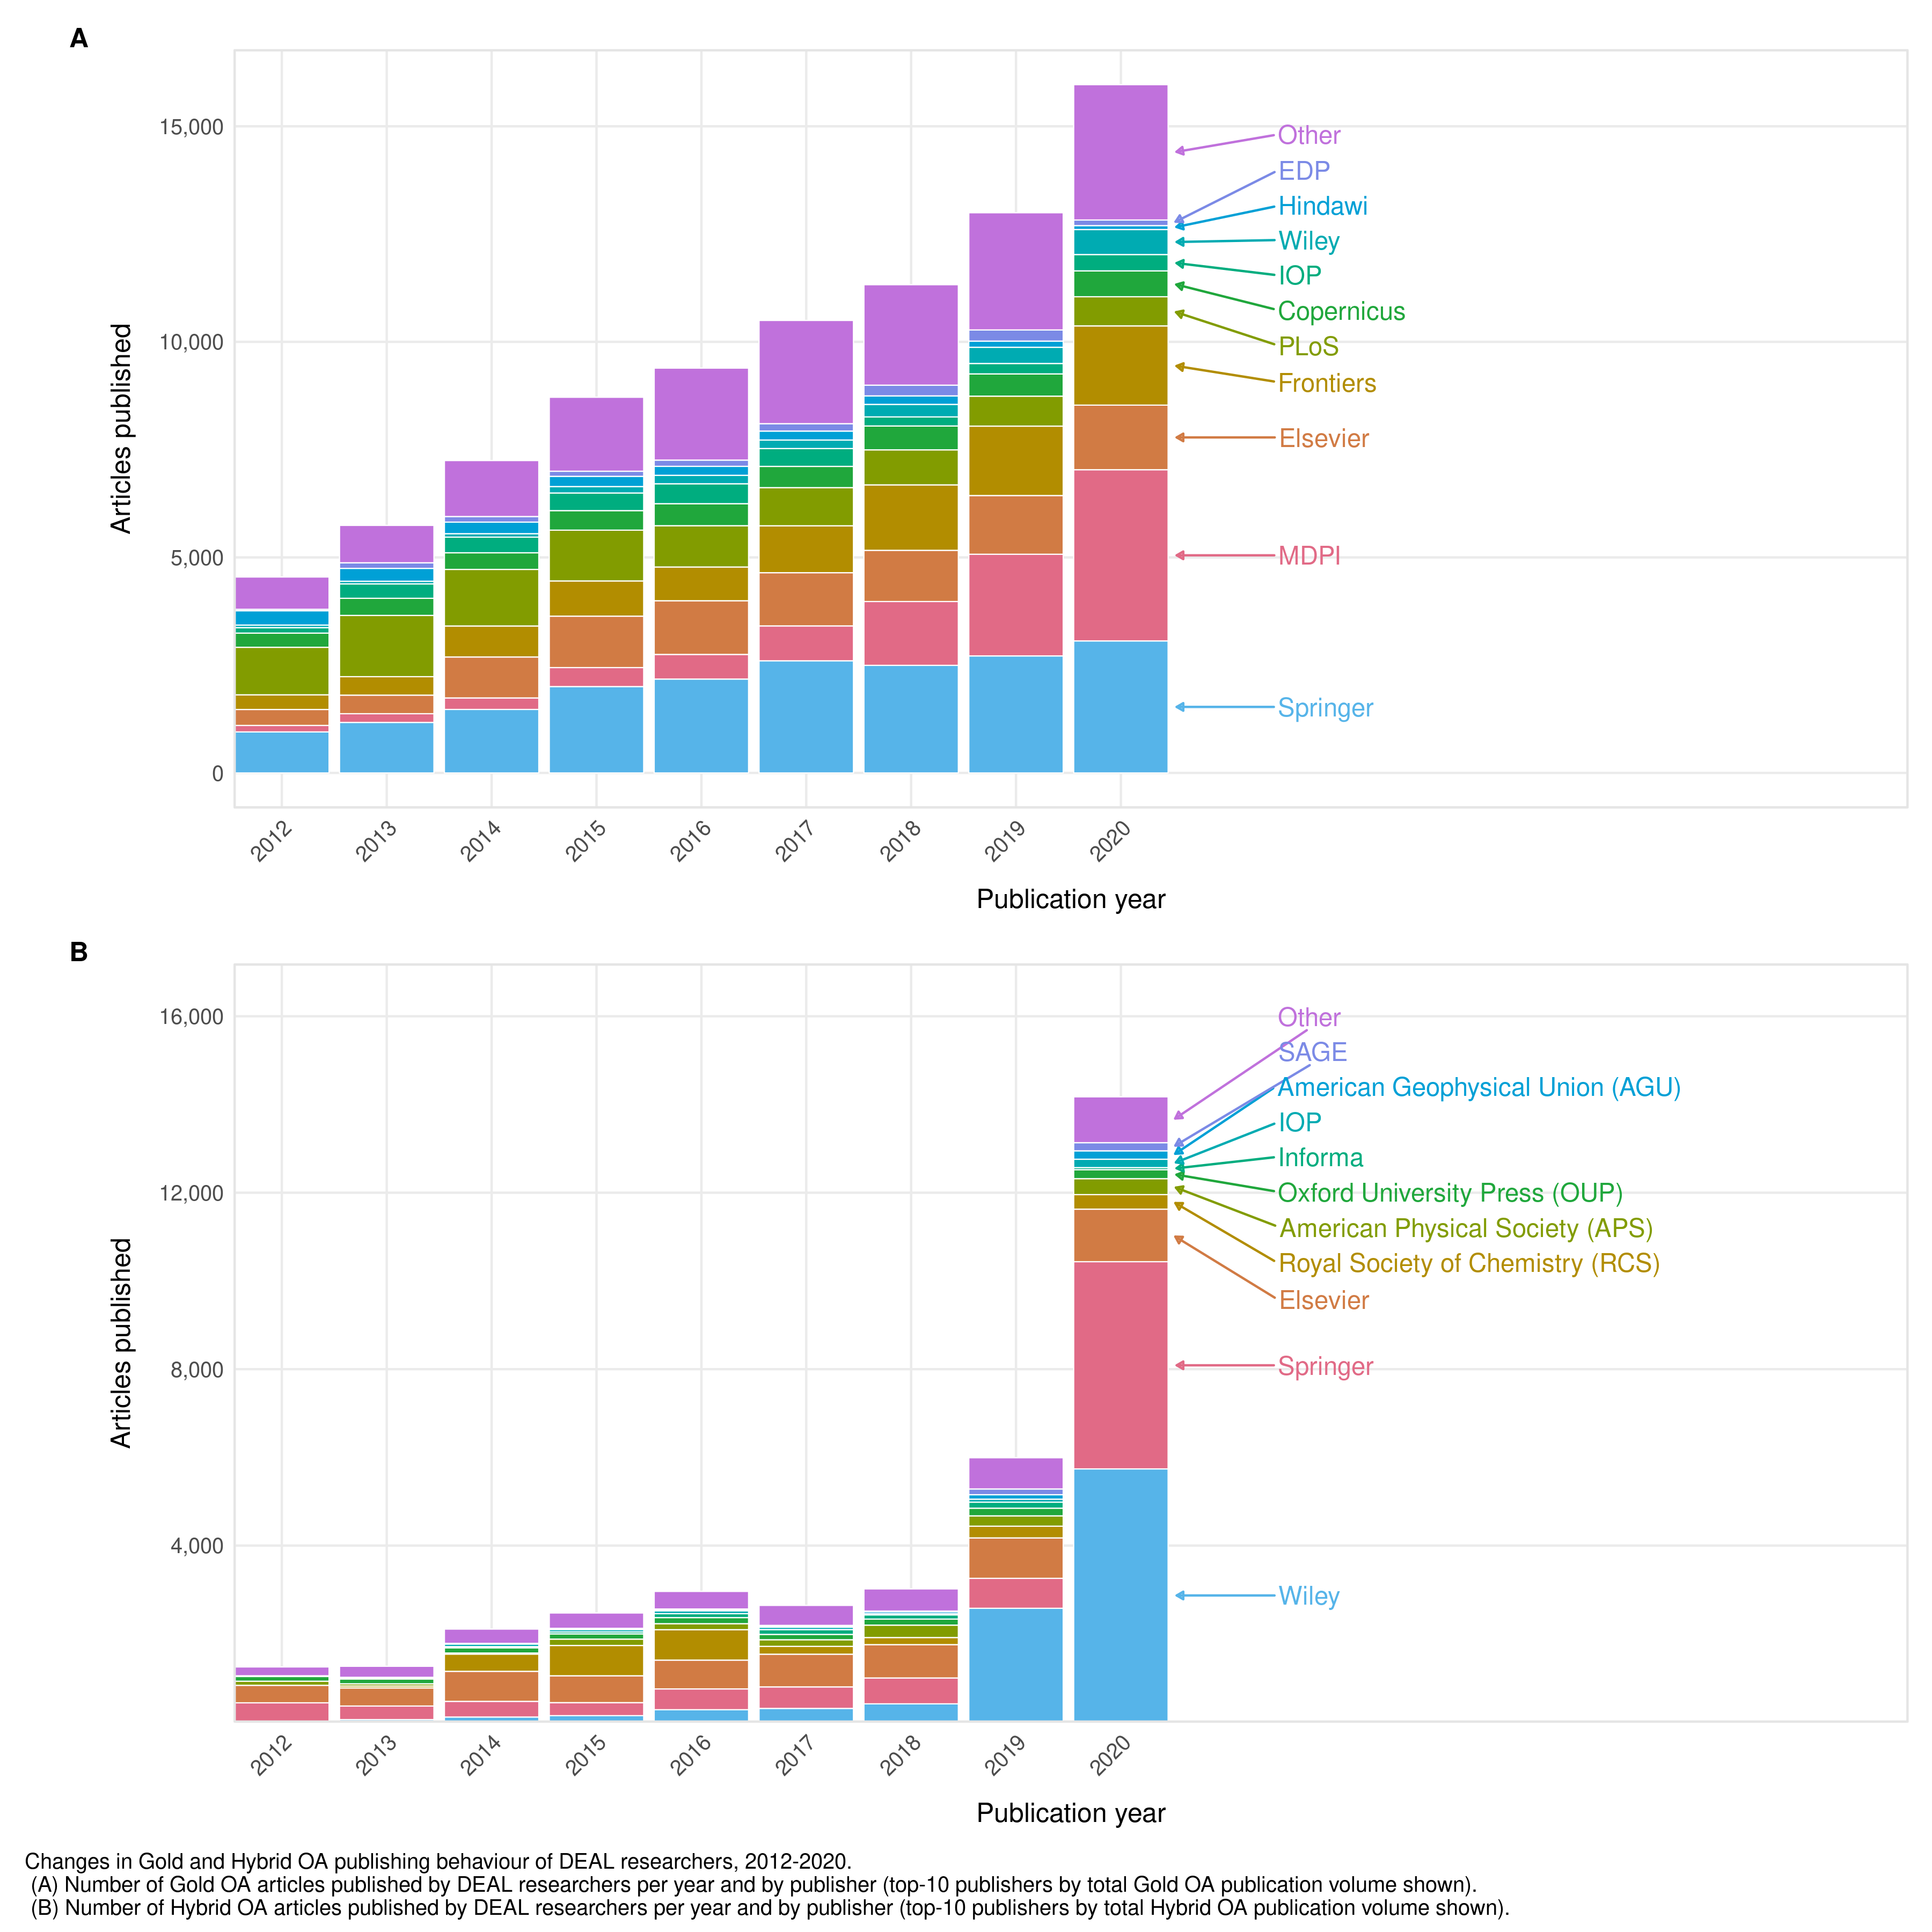 A
15,000
10,000
5,000
0
Articles published
Other
EDP
Hindawi
Wiley
IOP
Copernicus
PLoS
Frontiers
Elsevier
MDPI
Springer
2012
2013
2014
2015
2016
2017
2018
2019
2020
Publication year
B
16,000
12,000
8,000
4,000
Articles published
Other
SAGE
American Geophysical Union (AGU)
IOP
Informa
Oxford University Press (OUP)
American Physical Society (APS)
Royal Society of Chemistry (RCS)
Elsevier
Springer
Wiley
2012
2013
2014
2015
2016
2017
2018
2019
2020
Publication year
Changes in Gold and Hybrid OA publishing behaviour of DEAL researchers, 2012-2020.
(A) Number of Gold OA articles published by DEAL researchers per year and by publisher (top-10 publishers by total Gold OA publication volume shown).
(B) Number of Hybrid OA articles published by DEAL researchers per year and by publisher (top-10 publishers by total Hybrid OA publication volume shown).